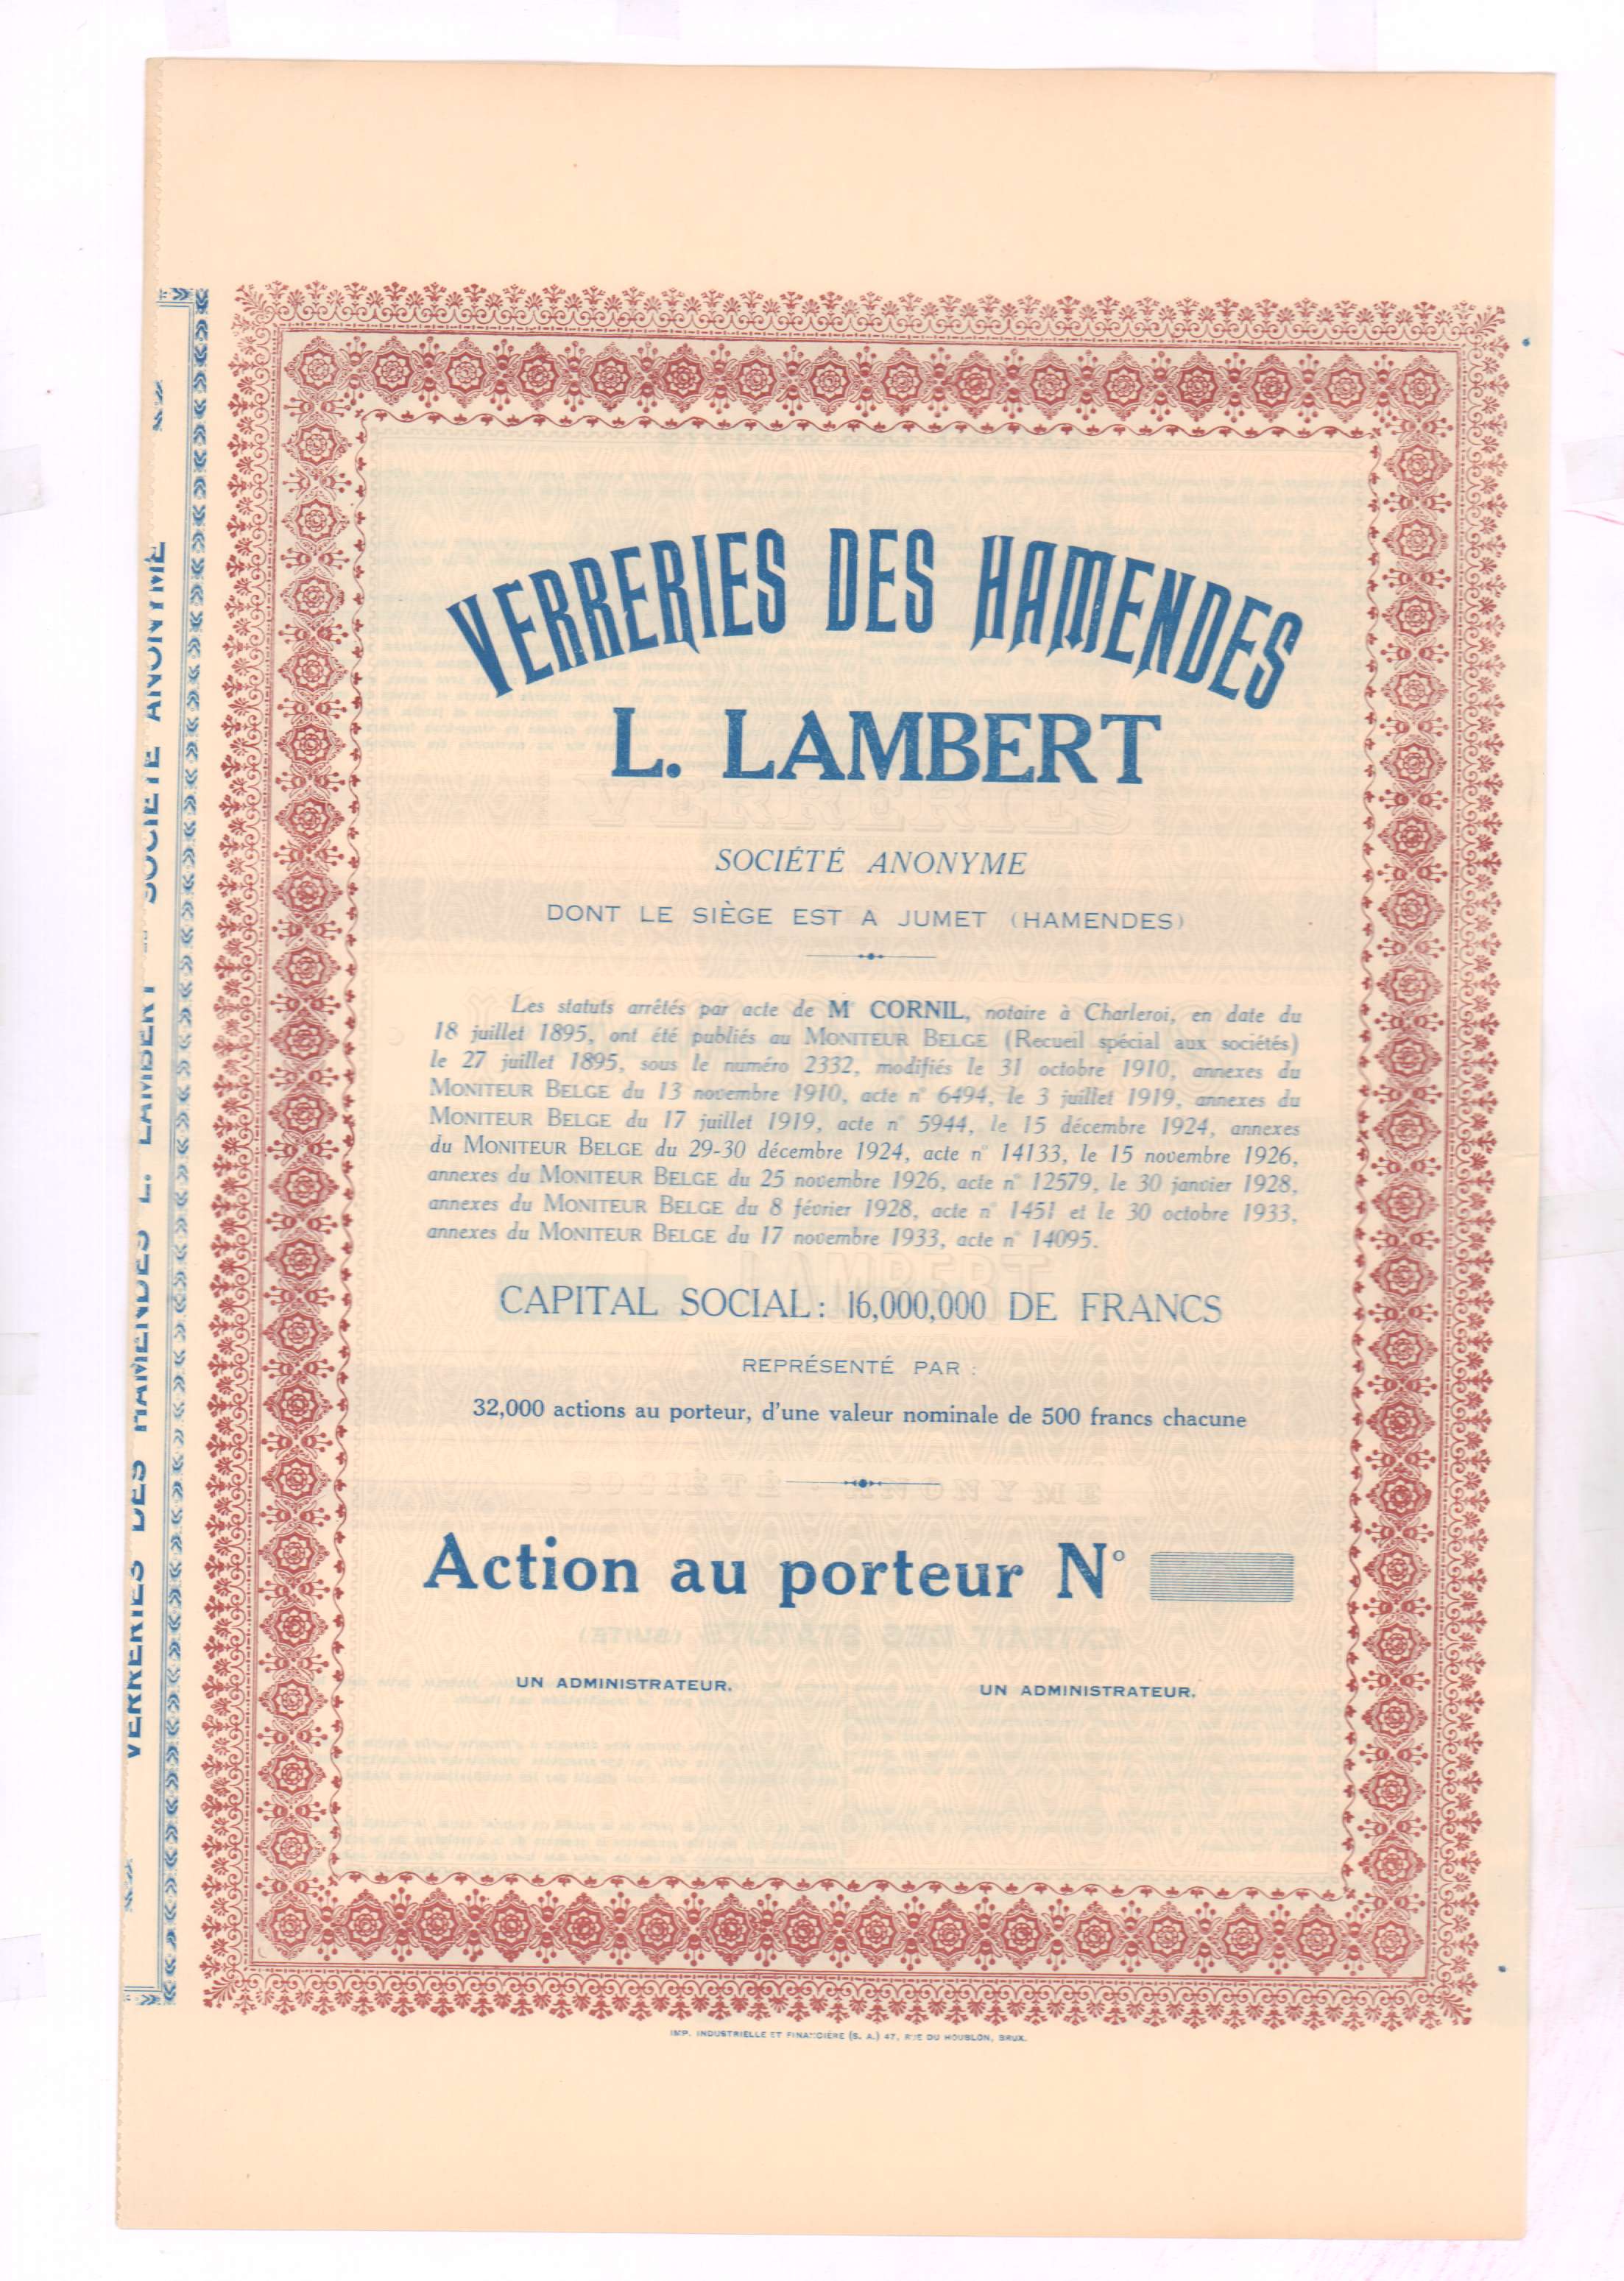 VERRERIES DES HAMENDES
L. LAMBERT
SOCIÉTÉ ANONYME
DONT LE SIÈGE EST A JUMET (HAMENDES)
Les statuts arrêtés par acte de Mᵉ CORNIL, notaire à Charleroi, en date du
18 juillet 1895, ont été publiés au MONITEUR BELGE (Recueil spécial aux sociétés)
le 27 juillet 1895, sous le numéro 2332, modifiés le 31 octobre 1910, annexes du
MONITEUR BELGE du 13 novembre 1910, acte n° 6494, le 3 juillet 1919, annexes du
MONITEUR BELGE du 17 juillet 1919, acte n° 5944, le 15 décembre 1924, annexes
du MONITEUR BELGE du 29-30 décembre 1924, acte n° 14133, le 15 novembre 1926,
annexes du MONITEUR BELGE du 25 novembre 1926, acte n° 12579, le 30 janvier 1928,
annexes du MONITEUR BELGE du 8 février 1928, acte n° 1451 et le 30 octobre 1933,
annexes du MONITEUR BELGE du 17 novembre 1933, acte n° 14095.
CAPITAL SOCIAL : 16,000,000 DE FRANCS
REPRÉSENTÉ PAR :
32,000 actions au porteur, d'une valeur nominale de 500 francs chacune
Action au porteur N°
UN ADMINISTRATEUR. UN ADMINISTRATEUR.
IMP. INDUSTRIELLE ET FINANCIÈRE (S. A.) 47, RUE DU HOUBLON, BRUX.
VERRERIES DES HAMENDES L. LAMBERT SOCIÉTÉ ANONYME